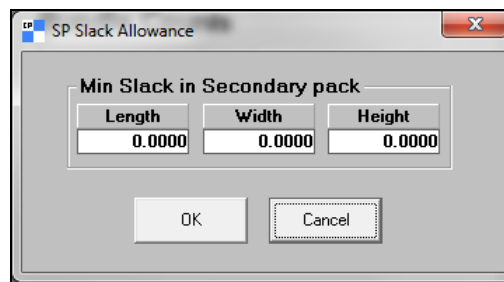 CP SP Slack Allowance
Min Slack in Secondary pack
Length Width Height
0.0000 0.0000 0.0000
OK Cancel